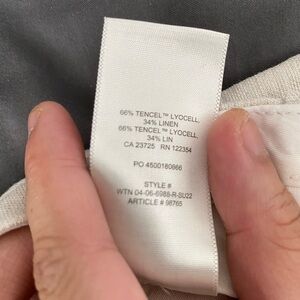 66% TENCEL™ LYOCELL,
34% LINEN
66% TENCEL™ LYOCELL,
34% LIN
CA 23725 RN 122354
PO 4500180866
STYLE #
WTN 04-06-6988-R-SU22
ARTICLE # 98765